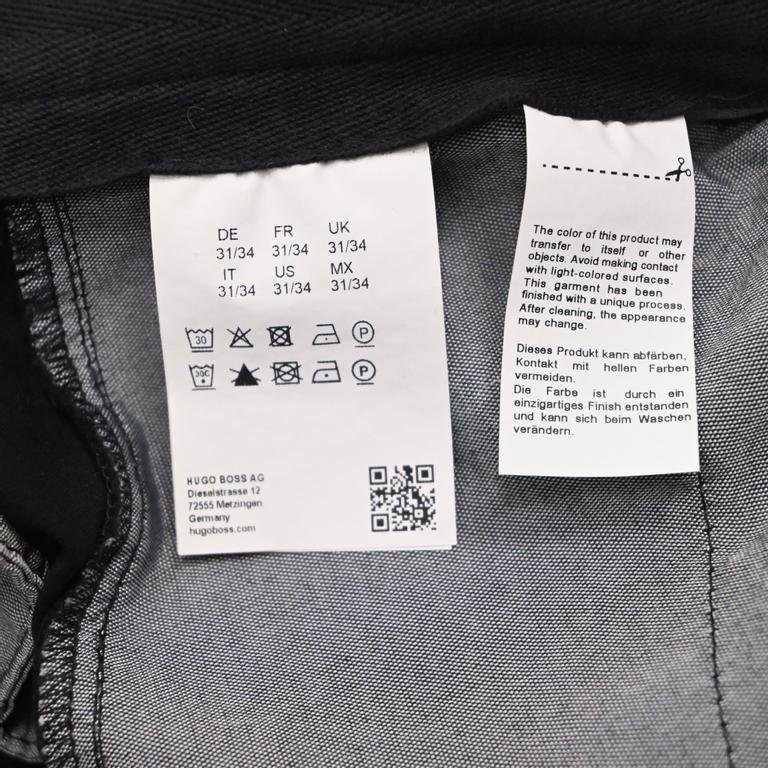 DE FR UK
31/34 31/34 31/34
IT US MX
31/34 31/34 31/34
30 P
30C P
HUGO BOSS AG
Dieselstrasse 12
72555 Metzingen
Germany
hugoboss.com
The color of this product may
transfer to itself or other
objects. Avoid making contact
with light-colored surfaces.
This garment has been
finished with a unique process.
After cleaning, the appearance
may change.
Dieses Produkt kann abfärben,
Kontakt mit hellen Farben
vermeiden.
Die Farbe ist durch ein
einzigartiges Finish entstanden
und kann sich beim Waschen
verändern.